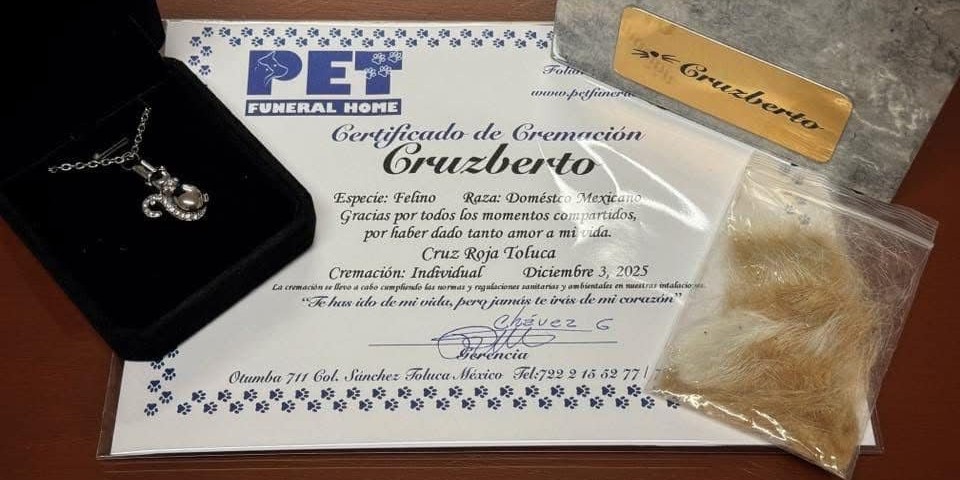 PET
FUNERAL HOME
www.petfunera
Cruzberto
Certificado de Cremación
Cruzberto
Especie: Felino Raza: Doméstco Mexicano
Gracias por todos los momentos compartidos,
por haber dado tanto amor a mi vida.
Cruz Roja Toluca
Cremación: Individual Diciembre 3, 2025
La cremación se llevo a cabo cumpliendo las normas y regulaciones sanitarias y ambientales en nuestras intalaciones.
"Te has ido de mi vida, pero jamás te irás de mi corazón"
Chávez G
Gerencia
Otumba 711 Col. Sánchez Toluca México Tel:722 2 15 52 77 |